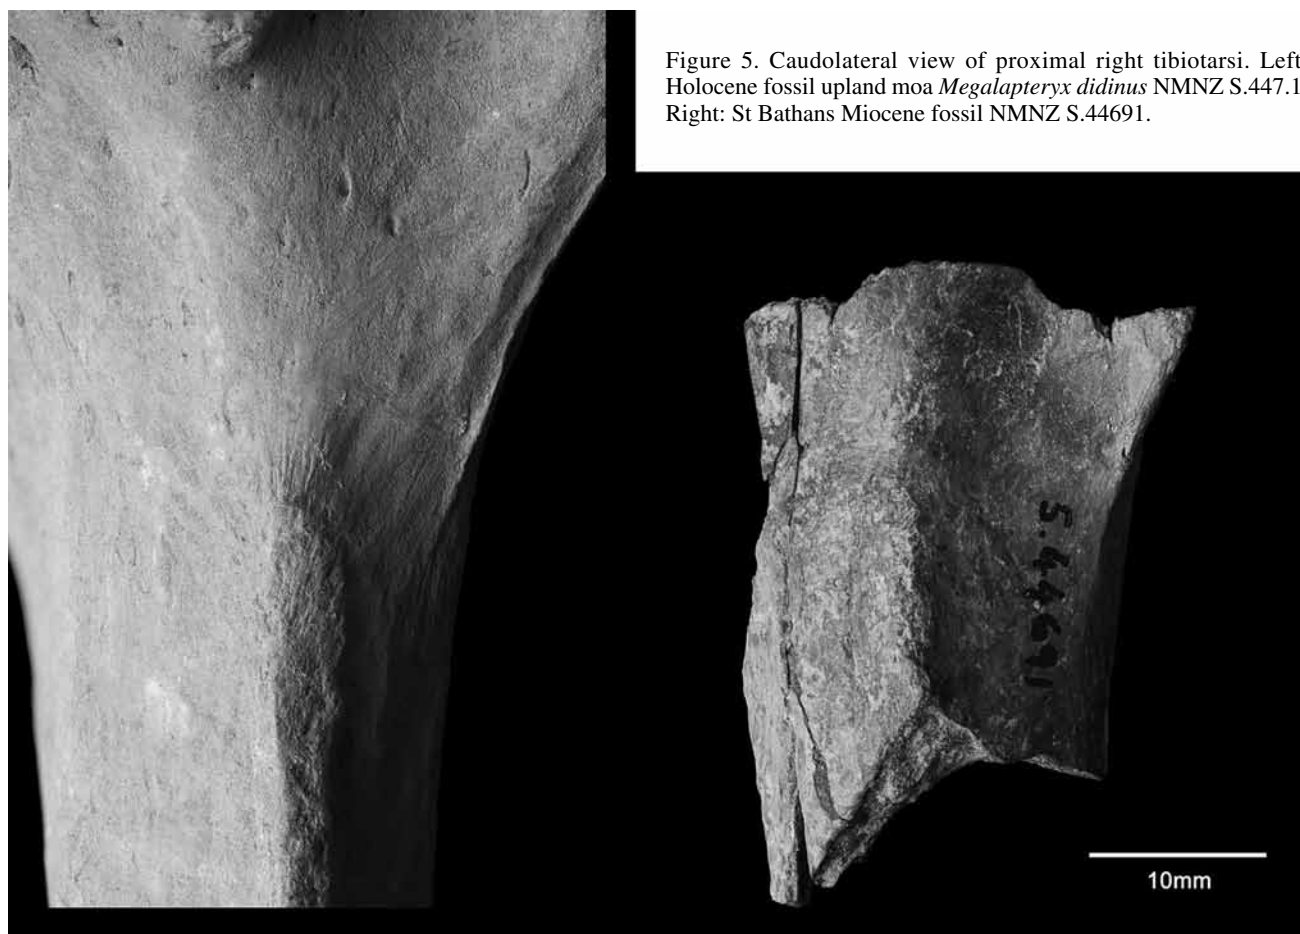 Figure 5. Caudolateral view of proximal right tibiotarsi. Left
Holocene fossil upland moa Megalapteryx didinus NMNZ S.447.1
Right: St Bathans Miocene fossil NMNZ S.44691.
S.44691
10mm